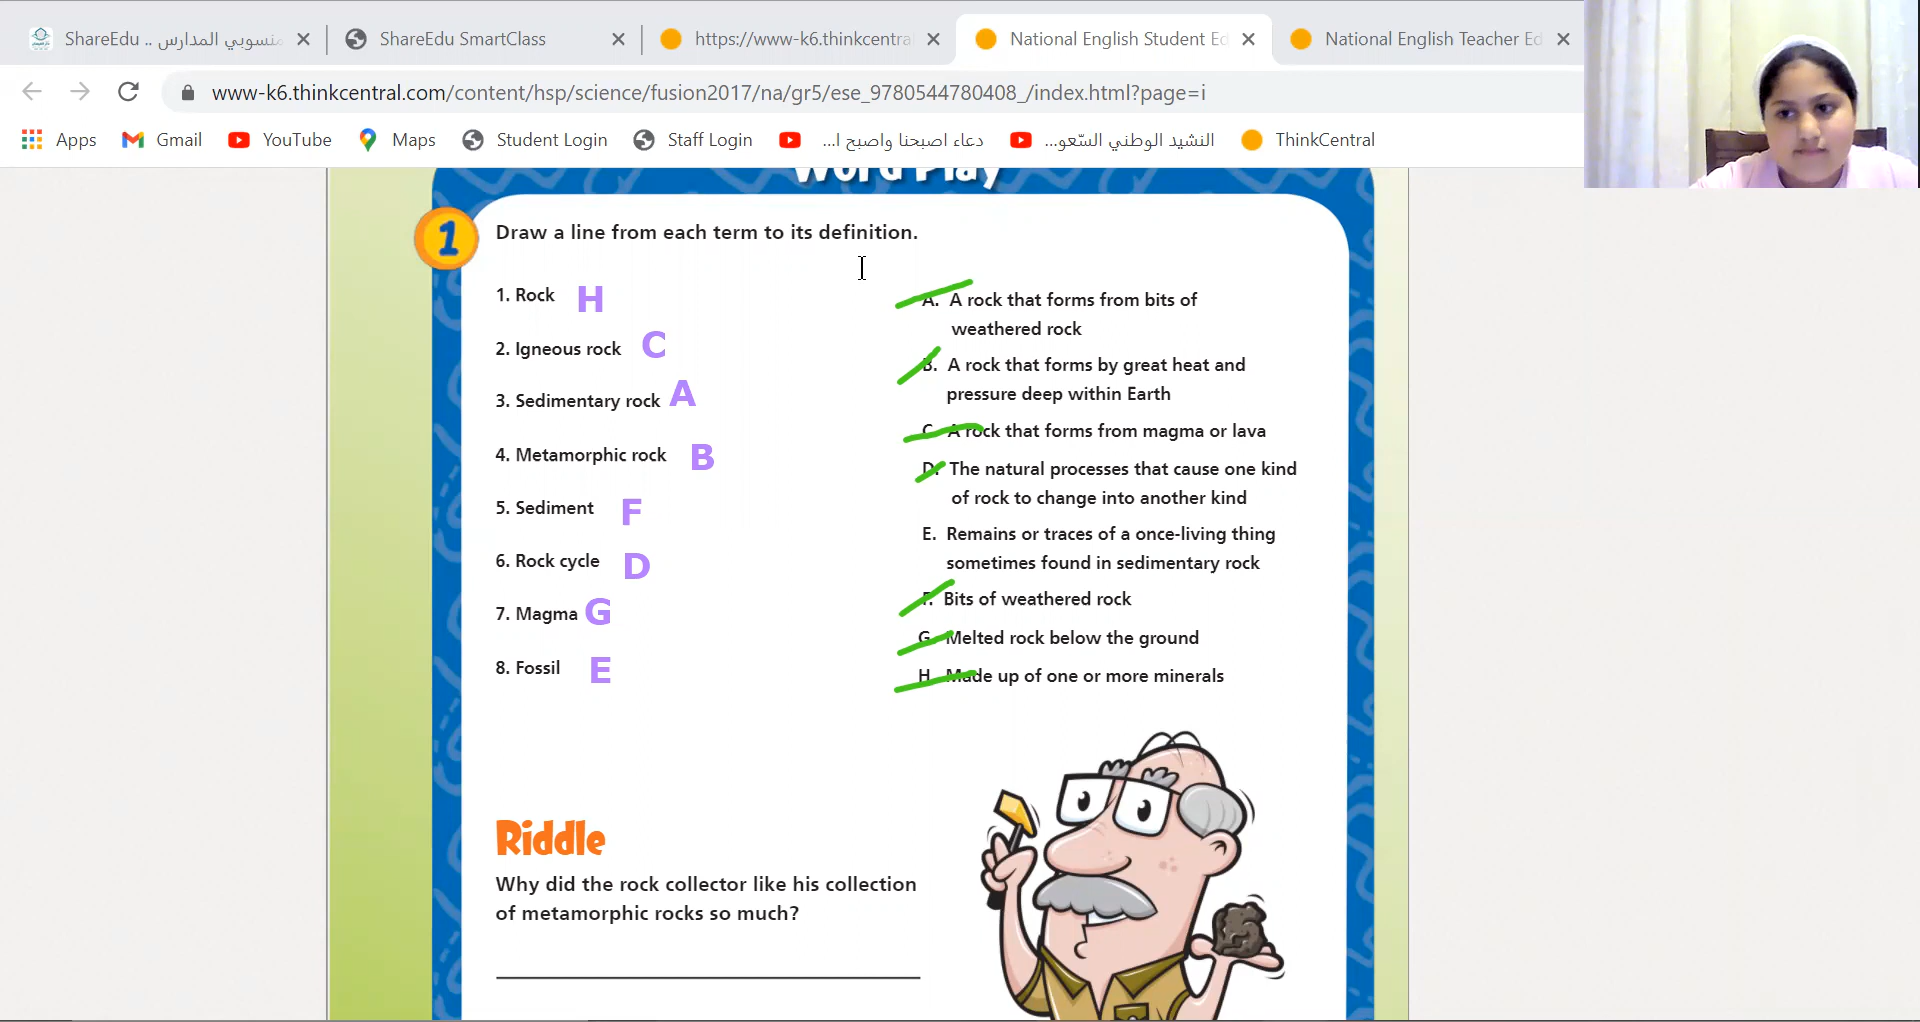 ShareEdu .. منسوبي المدارس
ShareEdu SmartClass
https://www-k6.thinkcentral
National English Student Ed
National English Teacher Ed
www-k6.thinkcentral.com/content/hsp/science/fusion2017/na/gr5/ese_9780544780408_/index.html?page=i
Apps
Gmail
YouTube
Maps
Student Login
Staff Login
دعاء اصبحنا واصبح ا...
النشيد الوطني السّعو...
ThinkCentral
Word Play
1
Draw a line from each term to its definition.
1. Rock H
2. Igneous rock C
3. Sedimentary rock A
4. Metamorphic rock B
5. Sediment F
6. Rock cycle D
7. Magma G
8. Fossil E
A. A rock that forms from bits of
weathered rock
B. A rock that forms by great heat and
pressure deep within Earth
C. A rock that forms from magma or lava
D. The natural processes that cause one kind
of rock to change into another kind
E. Remains or traces of a once-living thing
sometimes found in sedimentary rock
F. Bits of weathered rock
G. Melted rock below the ground
H. Made up of one or more minerals
Riddle
Why did the rock collector like his collection
of metamorphic rocks so much?